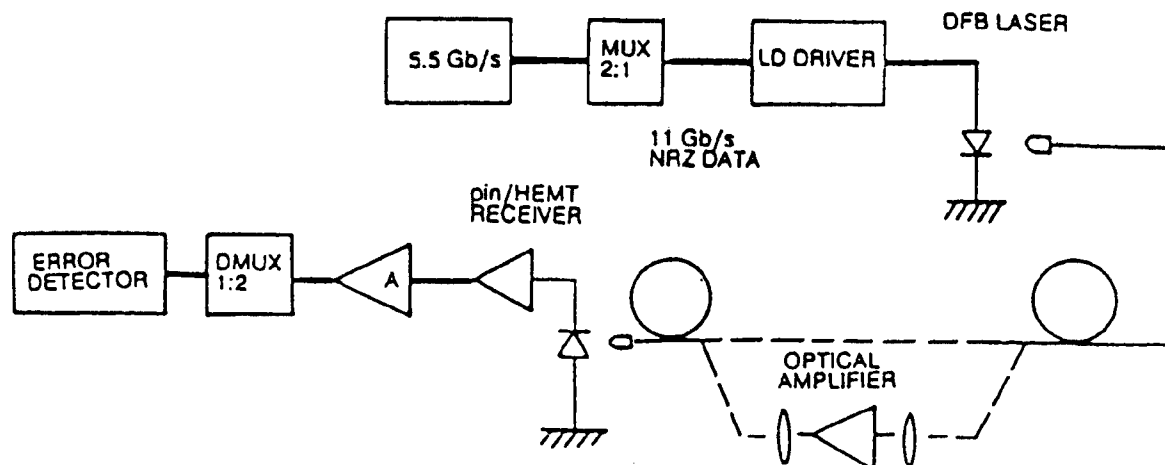 DFB LASER
5.5 Gb/s
MUX
2:1
LD DRIVER
11 Gb/s
NRZ DATA
pin/HEMT
RECEIVER
ERROR
DETECTOR
DMUX
1:2
A
OPTICAL
AMPLIFIER